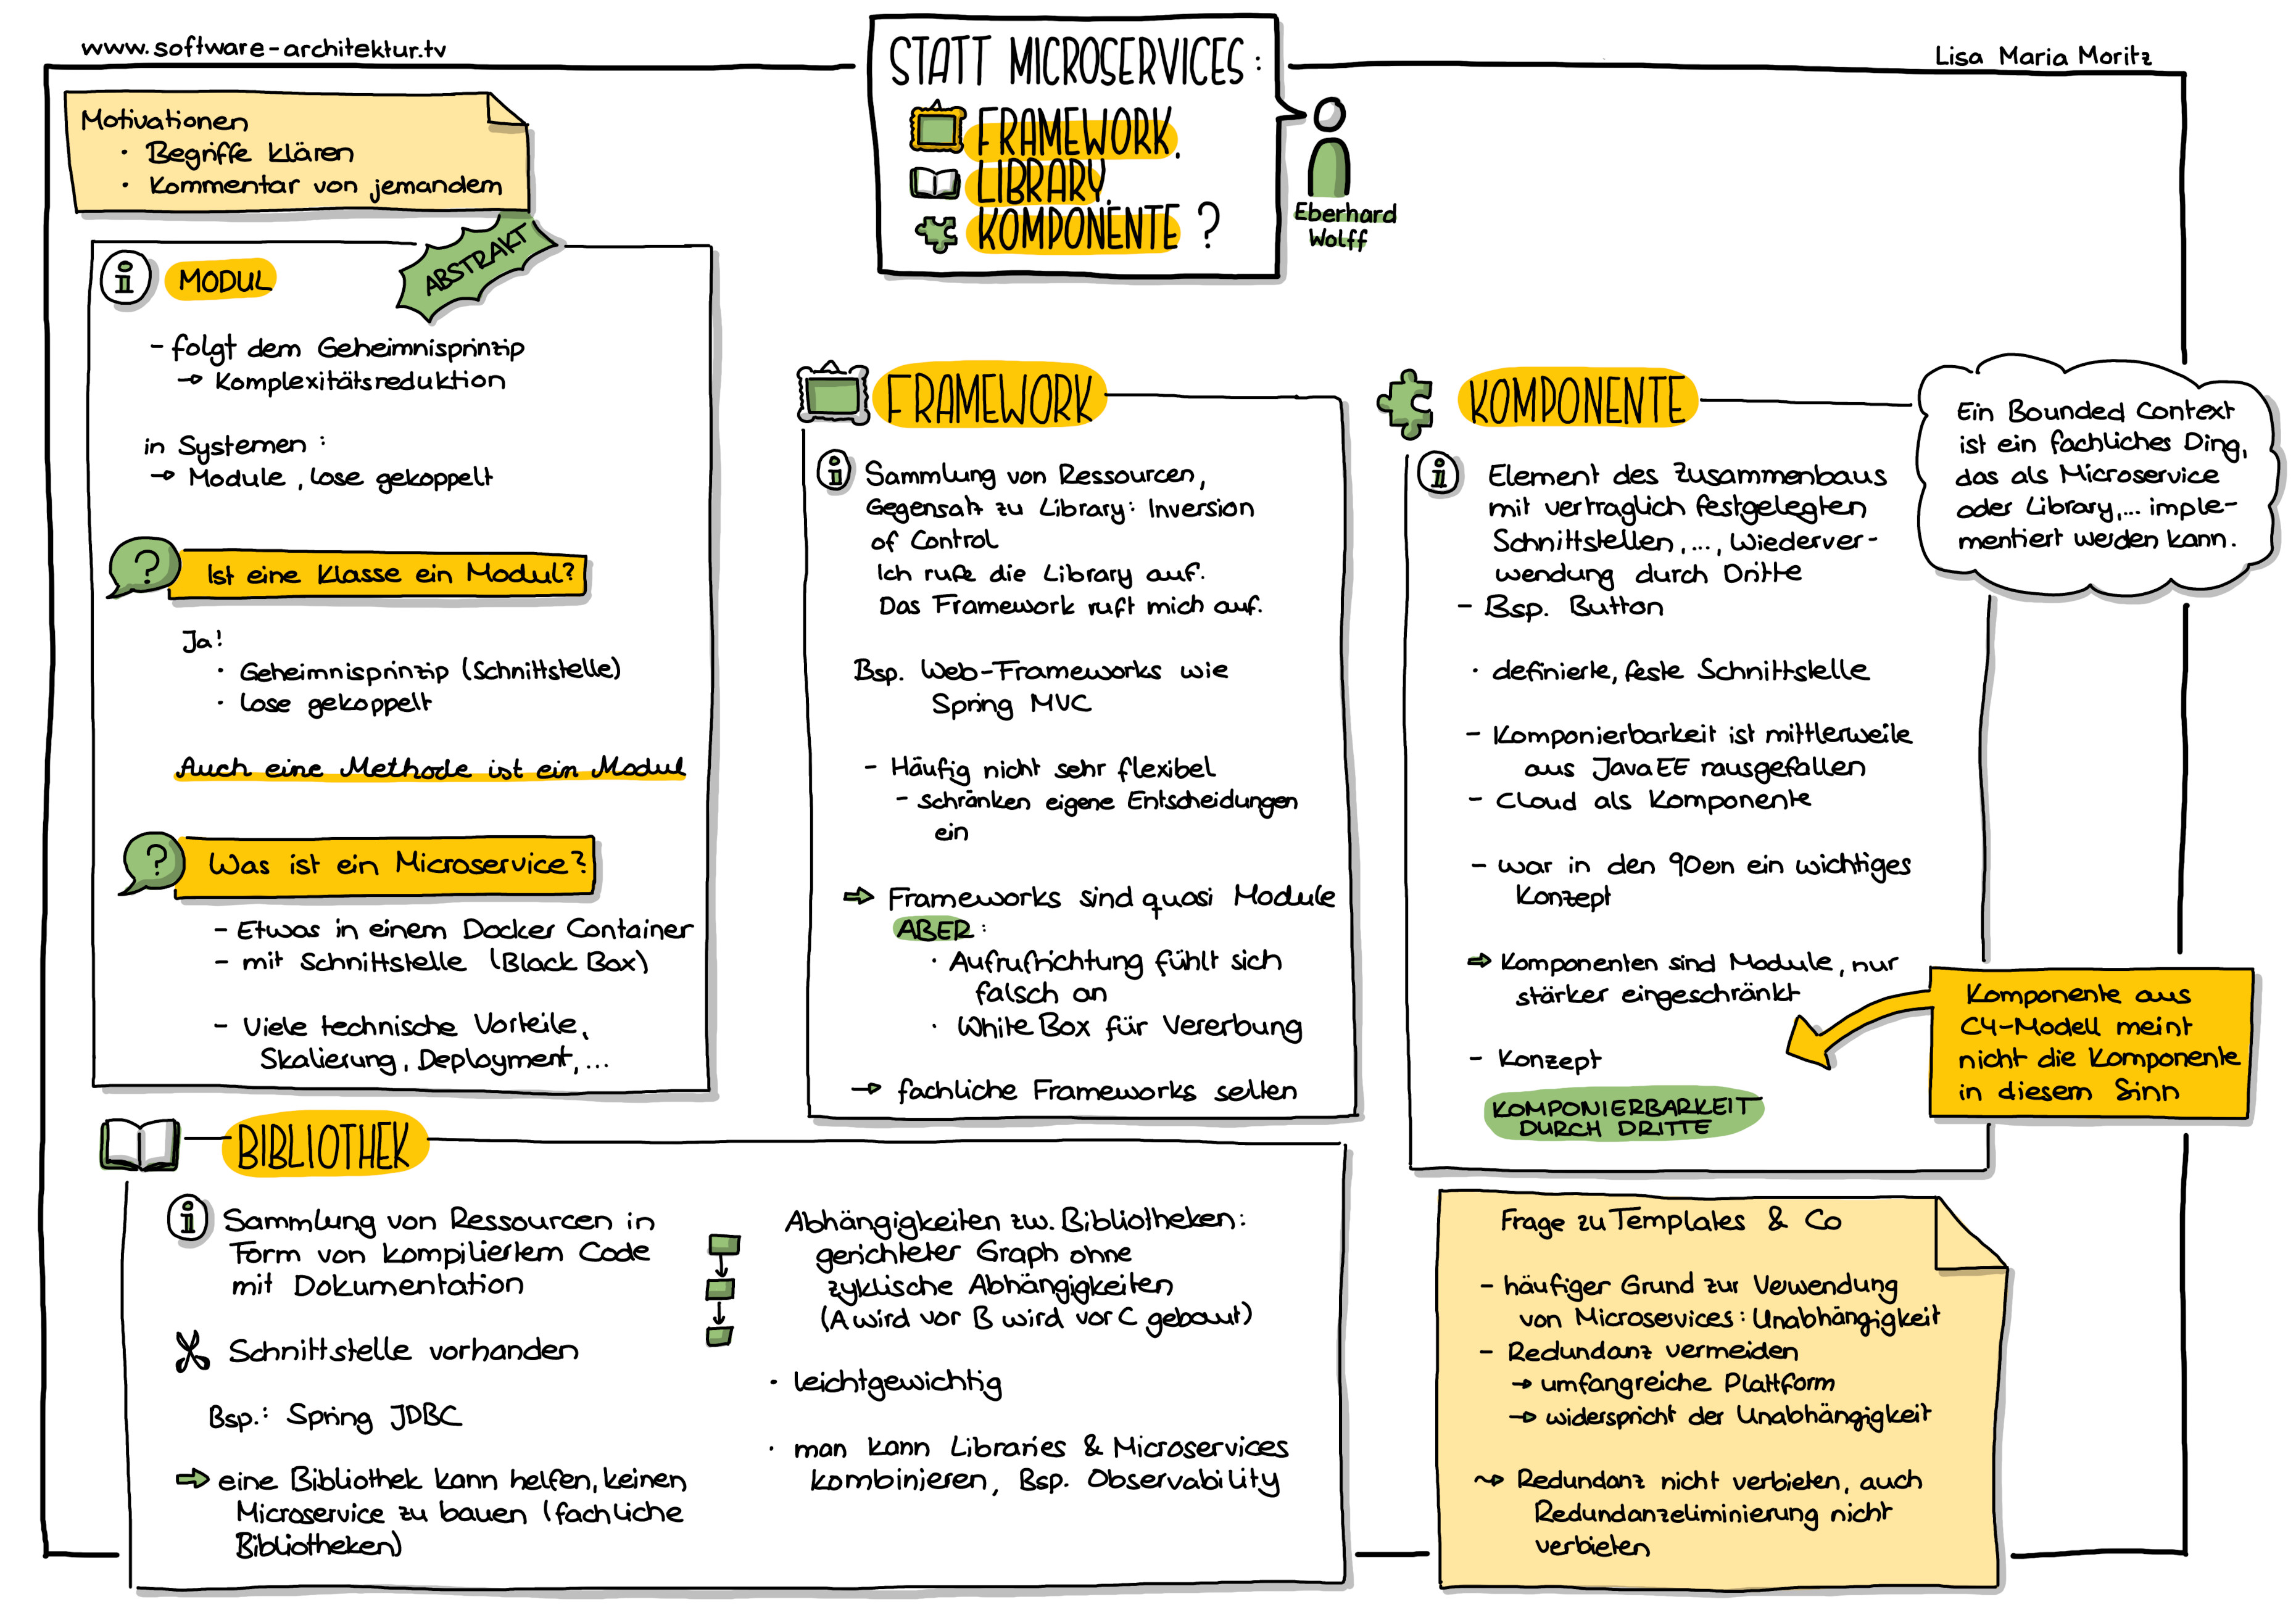 www.software-architektur.tv
Lisa Maria Moritz
STATT MICROSERVICES:
FRAMEWORK,
LIBRARY,
KOMPONENTE ?
Eberhard
Wolff
Motivationen
· Begriffe klären
· Kommentar von jemandem
MODUL
ABSTRAKT
- folgt dem Geheimnisprinzip
→ Komplexitätsreduktion
in Systemen:
→ Module, lose gekoppelt
? Ist eine Klasse ein Modul?
Ja!
· Geheimnisprinzip (Schnittstelle)
· lose gekoppelt
Auch eine Methode ist ein Modul
? Was ist ein Microservice?
- Etwas in einem Docker Container
- mit Schnittstelle (Black Box)
- Viele technische Vorteile,
Skalierung, Deployment, ...
FRAMEWORK
i Sammlung von Ressourcen,
Gegensatz zu Library: Inversion
of Control
Ich rufe die Library auf.
Das Framework ruft mich auf.
Bsp. Web-Frameworks wie
Spring MVC
- Häufig nicht sehr flexibel
- schränken eigene Entscheidungen
ein
→ Frameworks sind quasi Module
ABER:
· Aufrufrichtung fühlt sich
falsch an
· White Box für Vererbung
→ fachliche Frameworks selten
KOMPONENTE
i Element des Zusammenbaus
mit vertraglich festgelegten
Schnittstellen, ..., Wiederver-
wendung durch Dritte
- Bsp. Button
· definierte, feste Schnittstelle
- Komponierbarkeit ist mittlerweile
aus JavaEE rausgefallen
- Cloud als Komponente
- war in den 90ern ein wichtiges
Konzept
→ Komponenten sind Module, nur
stärker eingeschränkt
- Konzept
KOMPONIERBARKEIT
DURCH DRITTE
Ein Bounded Context
ist ein fachliches Ding,
das als Microservice
oder Library,... imple-
mentiert werden kann.
Komponente aus
C4-Modell meint
nicht die Komponente
in diesem Sinn
BIBLIOTHEK
i Sammlung von Ressourcen in
Form von kompiliertem Code
mit Dokumentation
Schnittstelle vorhanden
Bsp.: Spring JDBC
→ eine Bibliothek kann helfen, keinen
Microservice zu bauen (fachliche
Bibliotheken)
Abhängigkeiten zw. Bibliotheken:
gerichteter Graph ohne
zyklische Abhängigkeiten
(A wird vor B wird vor C gebaut)
· leichtgewichtig
· man kann Libraries & Microservices
kombinieren, Bsp. Observability
Frage zu Templates & Co
- häufiger Grund zur Verwendung
von Microservices: Unabhängigkeit
- Redundanz vermeiden
→ umfangreiche Plattform
→ widerspricht der Unabhängigkeit
⇝ Redundanz nicht verbieten, auch
Redundanzeliminierung nicht
verbieten